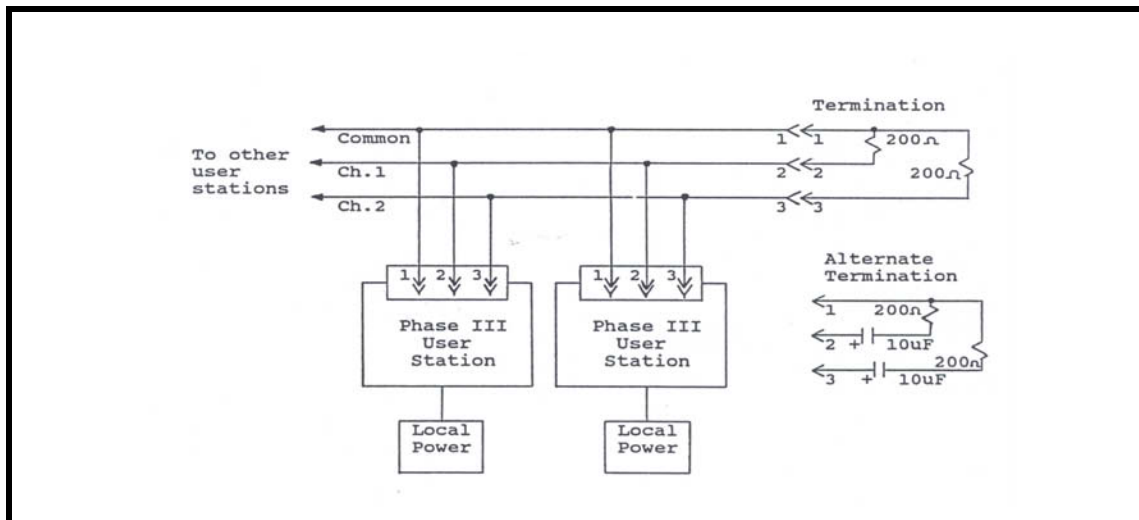 Termination
Common
1 1
200Ω
To other
user
stations
Ch.1
2 2
200Ω
Ch.2
3 3
1 2 3
1 2 3
Phase III
User
Station
Phase III
User
Station
Local
Power
Local
Power
Alternate
Termination
1
200Ω
2 + 10uF
200Ω
3 + 10uF